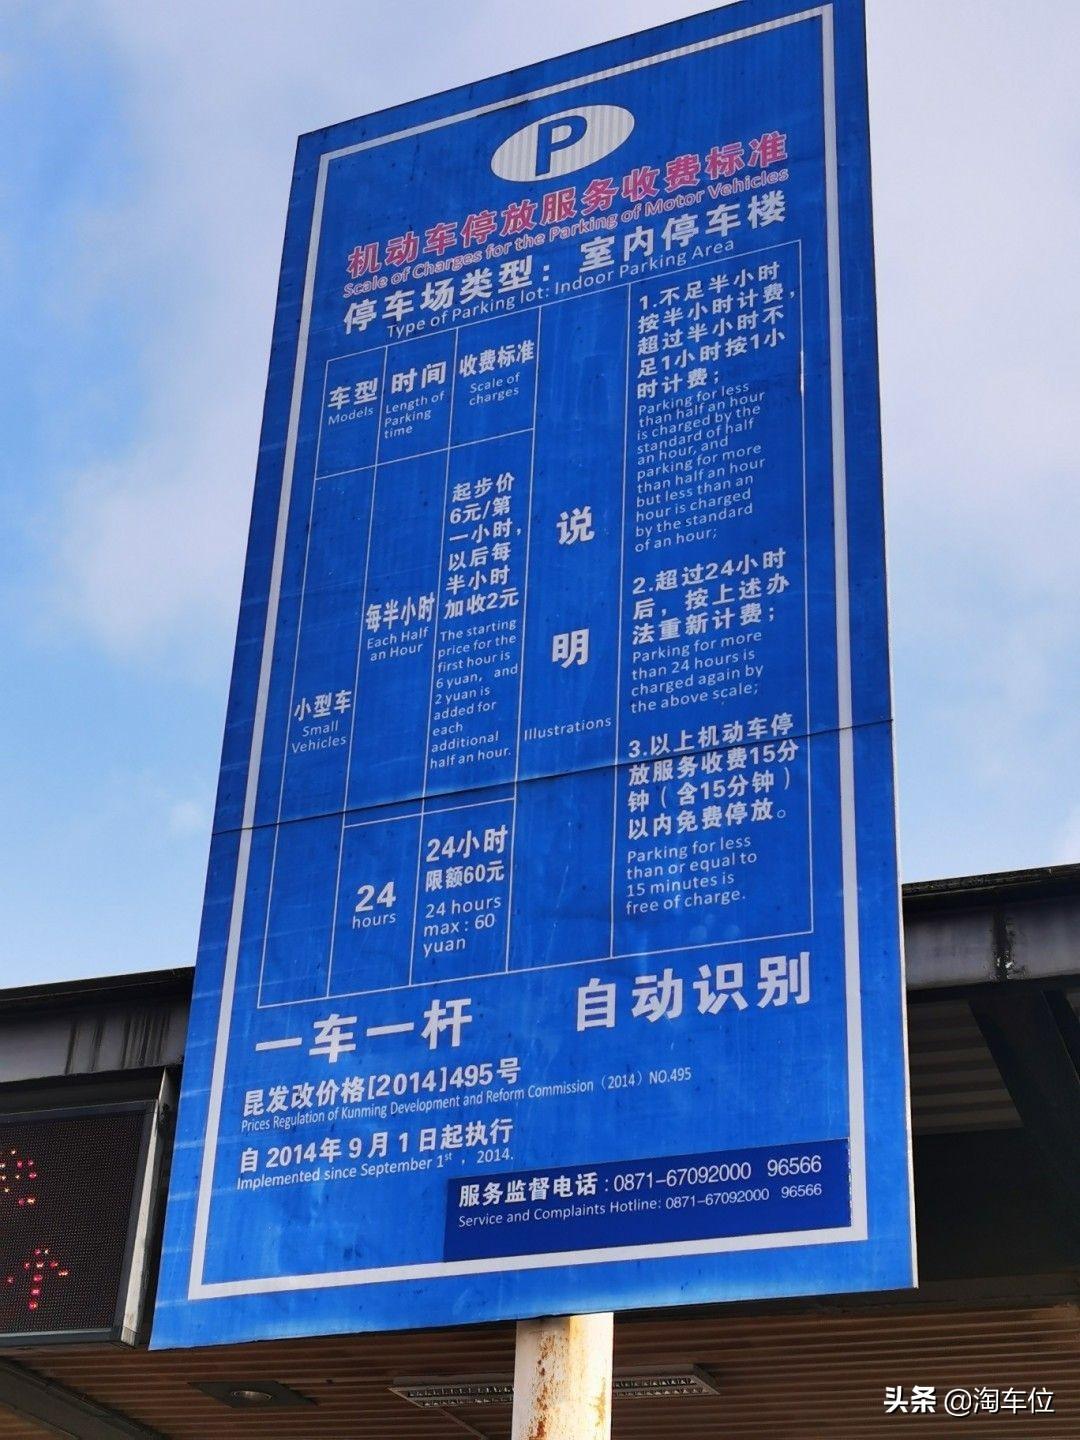 P
机动车停放服务收费标准
Scale of Charges for the Parking of Motor Vehicles
停车场类型：室内停车楼
Type of Parking lot: Indoor Parking Area
车型
Models
时间
Length of
Parking
time
收费标准
Scale of
charges
小型车
Small
Vehicles
每半小时
Each Half
an Hour
起步价
6元/第
一小时，
以后每
半小时
加收2元
The starting
price for the
first hour is
6 yuan, and
2 yuan is
added for
each
additional
half an hour.
24
hours
24小时
限额60元
24 hours
max : 60
yuan
说
明
Illustrations
1.不足半小时
按半小时计费，
超过半小时不
足1小时按1小
时计费；
Parking for less
than half an hour
is charged by the
standard of half
an hour, and
parking for more
than half an hour
but less than an
hour is charged
by the standard
of an hour;
2.超过24小时
后，按上述办
法重新计费；
Parking for more
than 24 hours is
charged again by
the above scale;
3.以上机动车停
放服务收费15分
钟（含15分钟）
以内免费停放。
Parking for less
than or equal to
15 minutes is
free of charge.
一车一杆 自动识别
昆发改价格[2014]495号
Prices Regulation of Kunming Development and Reform Commission（2014）NO.495
自2014年9月1日起执行
Implemented since September 1st , 2014.
服务监督电话：0871-67092000 96566
Service and Complaints Hotline: 0871-67092000 96566
头条 @淘车位